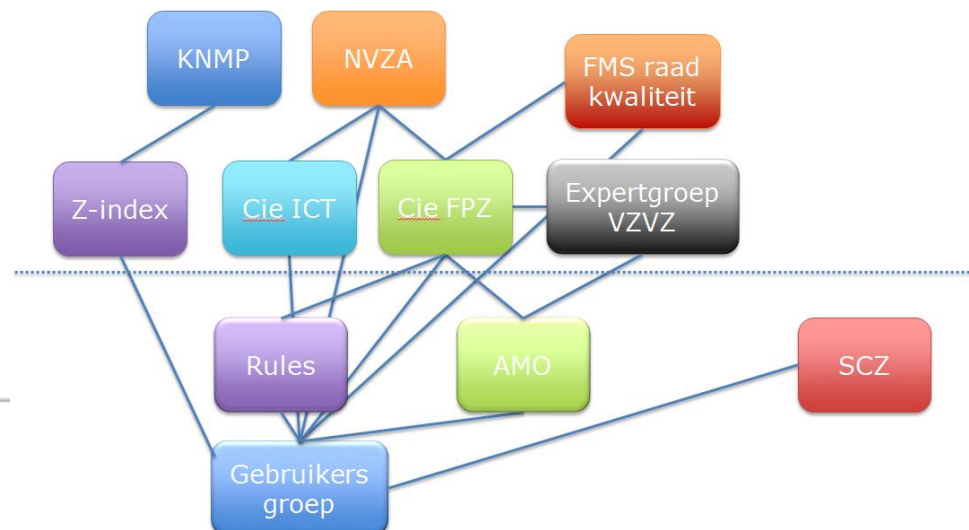 KNMP
NVZA
FMS raad
kwaliteit
Z-index
Cie ICT
Cie FPZ
Expertgroep
VZVZ
Rules
AMO
SCZ
Gebruikers
groep